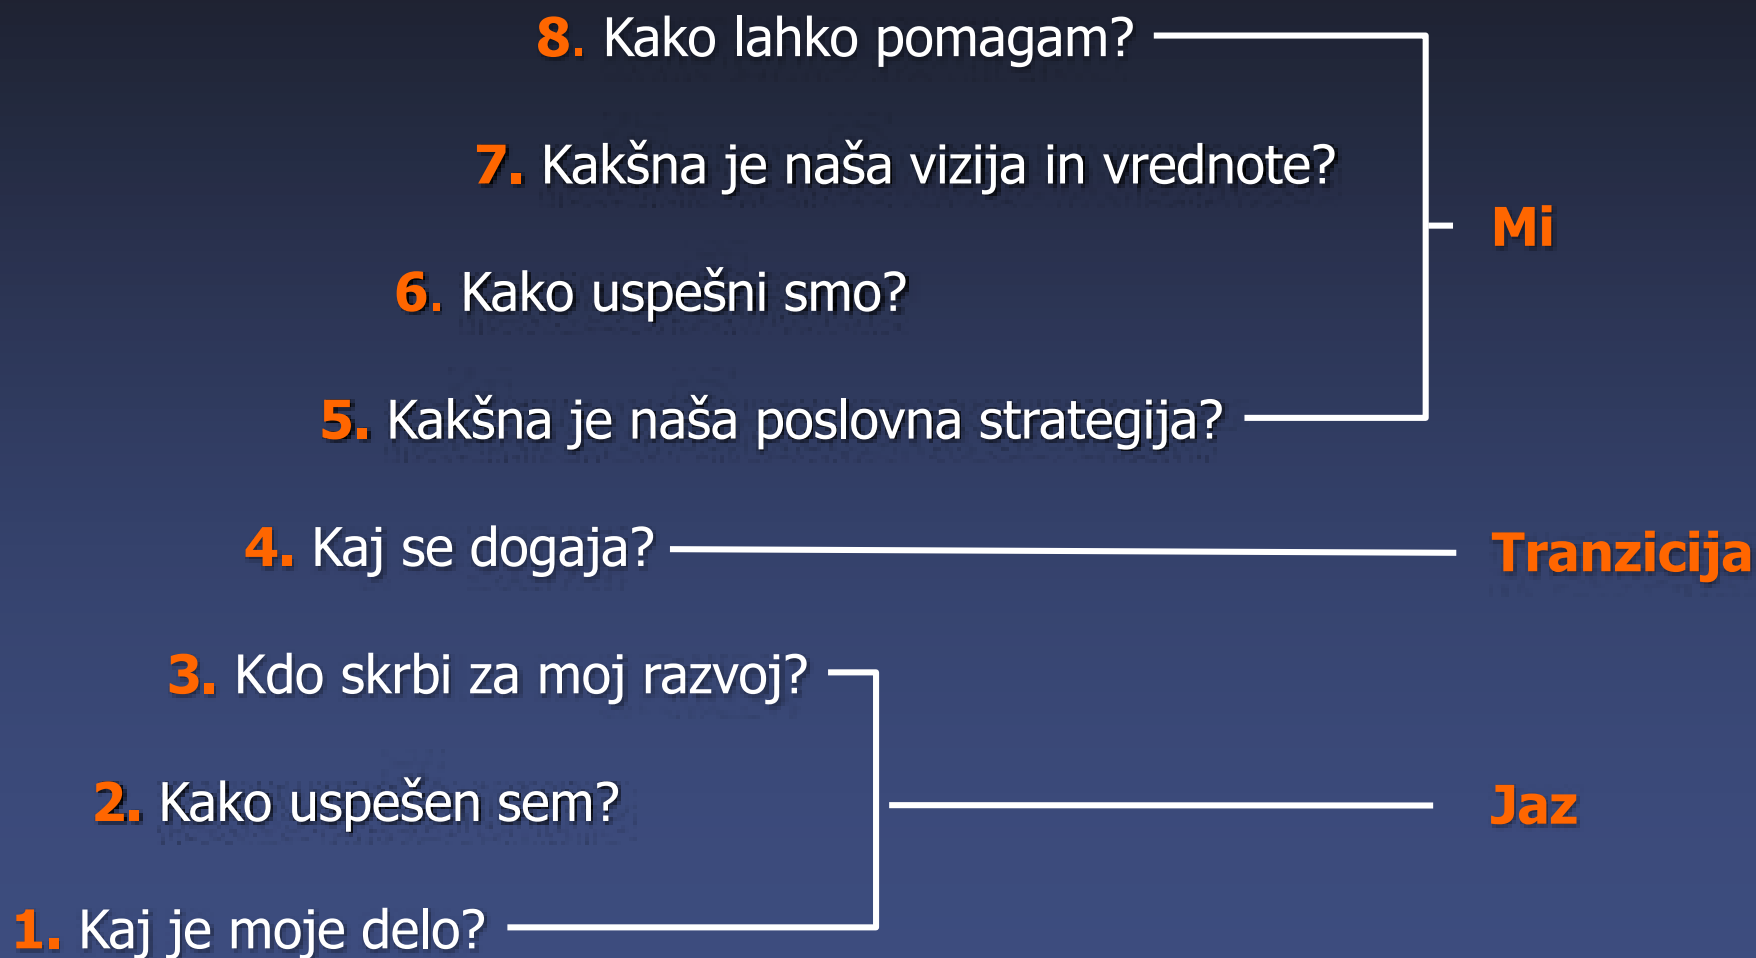 8. Kako lahko pomagam?
7. Kakšna je naša vizija in vrednote?
Mi
6. Kako uspešni smo?
5. Kakšna je naša poslovna strategija?
4. Kaj se dogaja?
Tranzicija
3. Kdo skrbi za moj razvoj?
2. Kako uspešen sem?
Jaz
1. Kaj je moje delo?